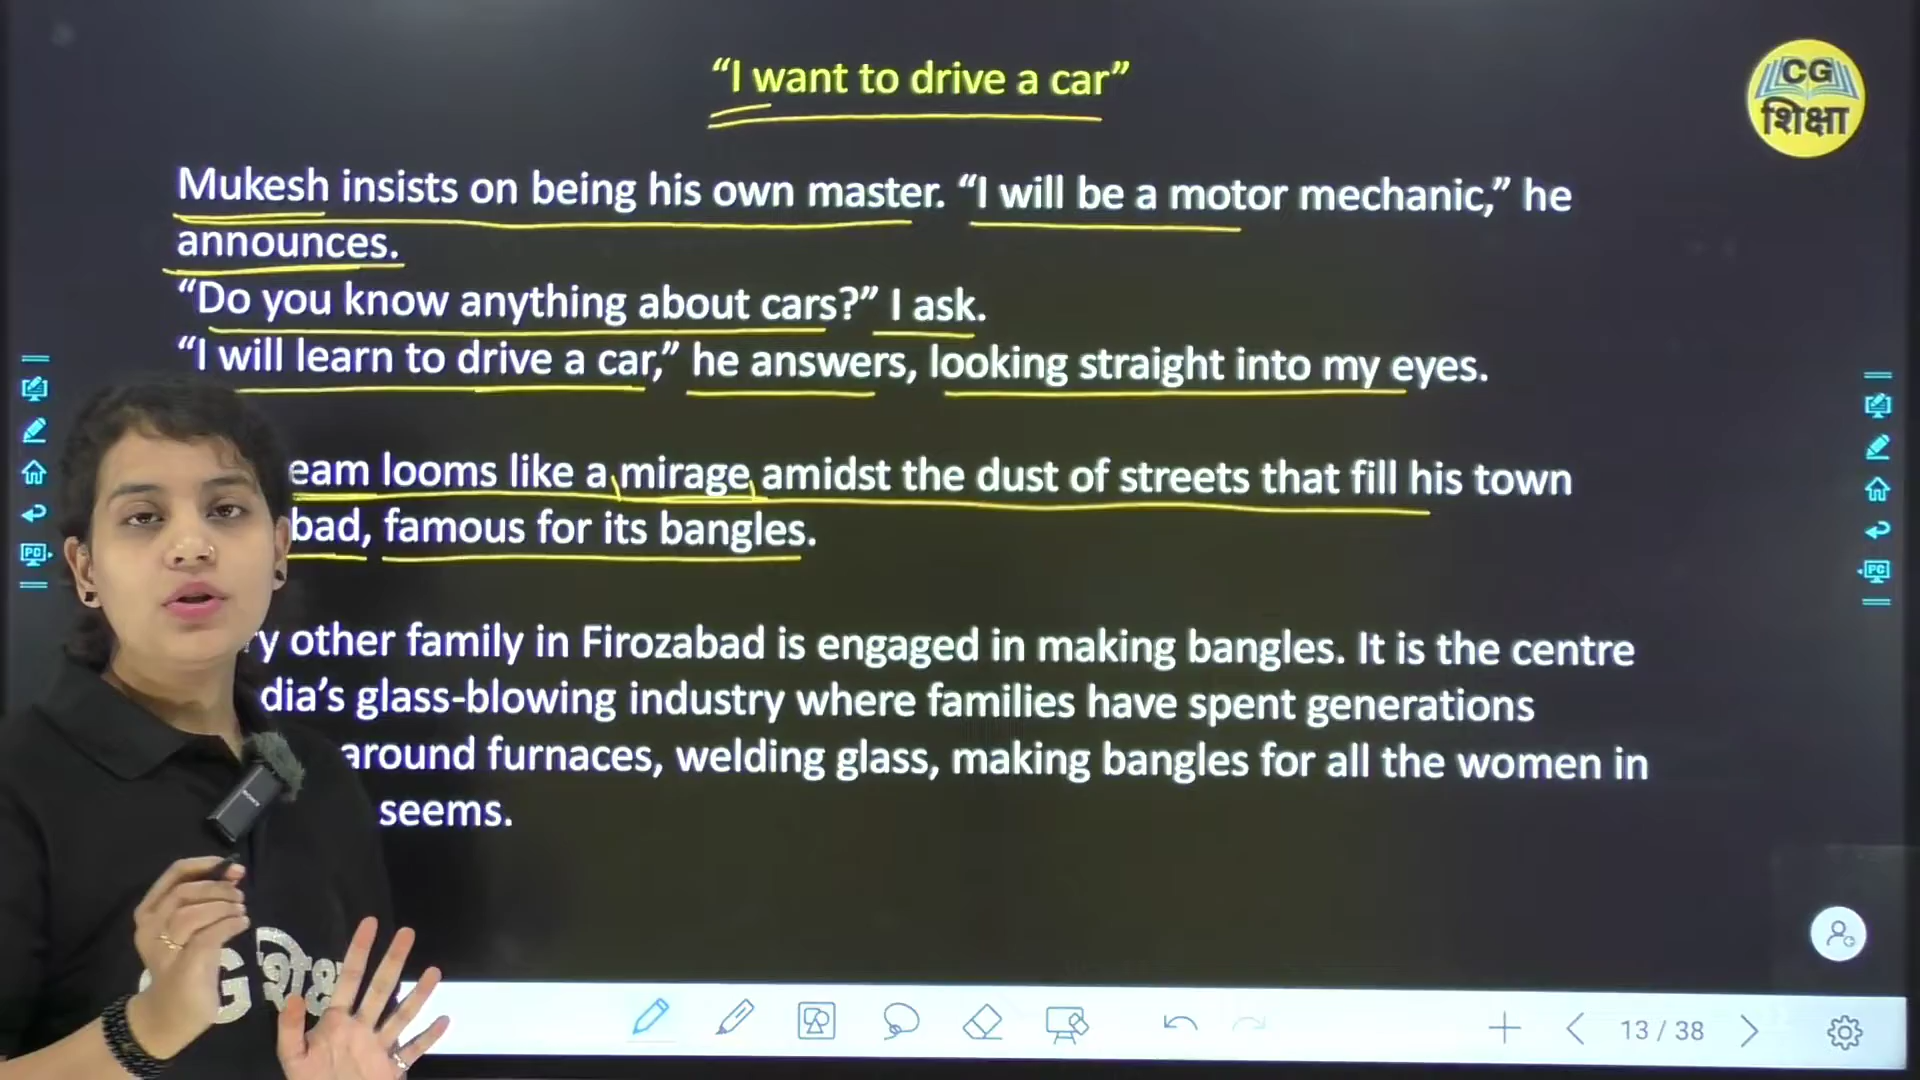 “I want to drive a car”
CG
शिक्षा
Mukesh insists on being his own master. “I will be a motor mechanic,” he
announces.
“Do you know anything about cars?” I ask.
“I will learn to drive a car,” he answers, looking straight into my eyes.
eam looms like a mirage amidst the dust of streets that fill his town
bad, famous for its bangles.
ry other family in Firozabad is engaged in making bangles. It is the centre
dia’s glass-blowing industry where families have spent generations
around furnaces, welding glass, making bangles for all the women in
seems.
PC
PC
SONY
G शिक्ष
13 / 38